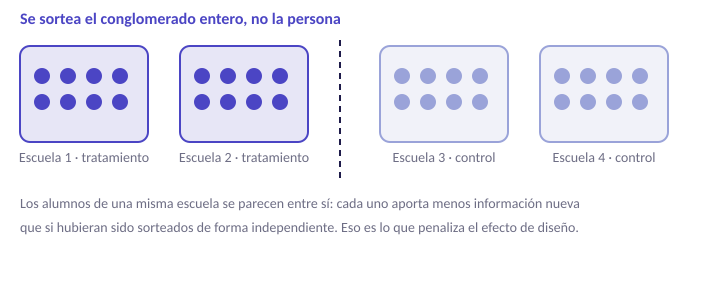 Se sortea el conglomerado entero, no la persona
Escuela 1 · tratamiento
Escuela 2 · tratamiento
Escuela 3 · control
Escuela 4 · control
Los alumnos de una misma escuela se parecen entre sí: cada uno aporta menos información nueva
que si hubieran sido sorteados de forma independiente. Eso es lo que penaliza el efecto de diseño.